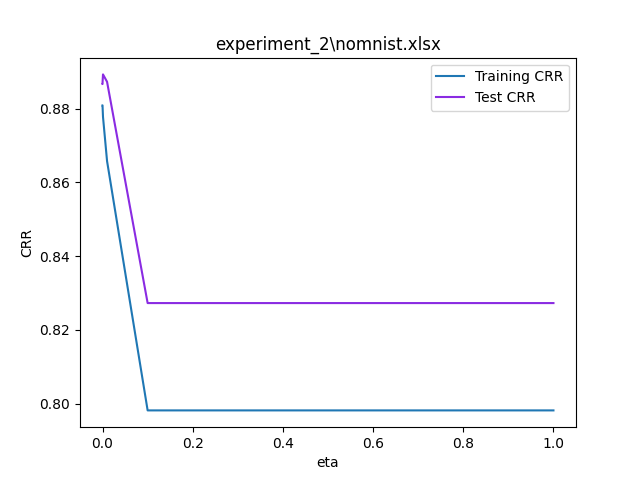 experiment_2\nomnist.xlsx
Training CRR
Test CRR
0.88
0.86
0.84
0.82
0.80
CRR
0.0
0.2
0.4
0.6
0.8
1.0
eta